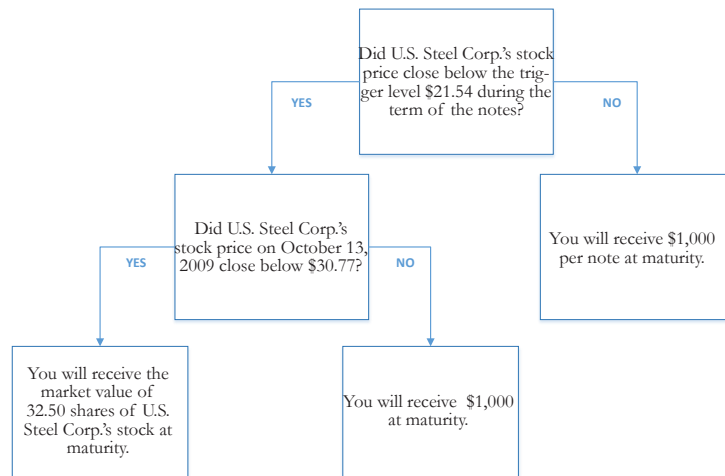 Did U.S. Steel Corp.'s stock
price close below the trig-
ger level $21.54 during the
term of the notes?
YES
NO
Did U.S. Steel Corp.'s
stock price on October 13,
2009 close below $30.77?
You will receive $1,000
per note at maturity.
YES
NO
You will receive the
market value of
32.50 shares of U.S.
Steel Corp.'s stock at
maturity.
You will receive $1,000
at maturity.